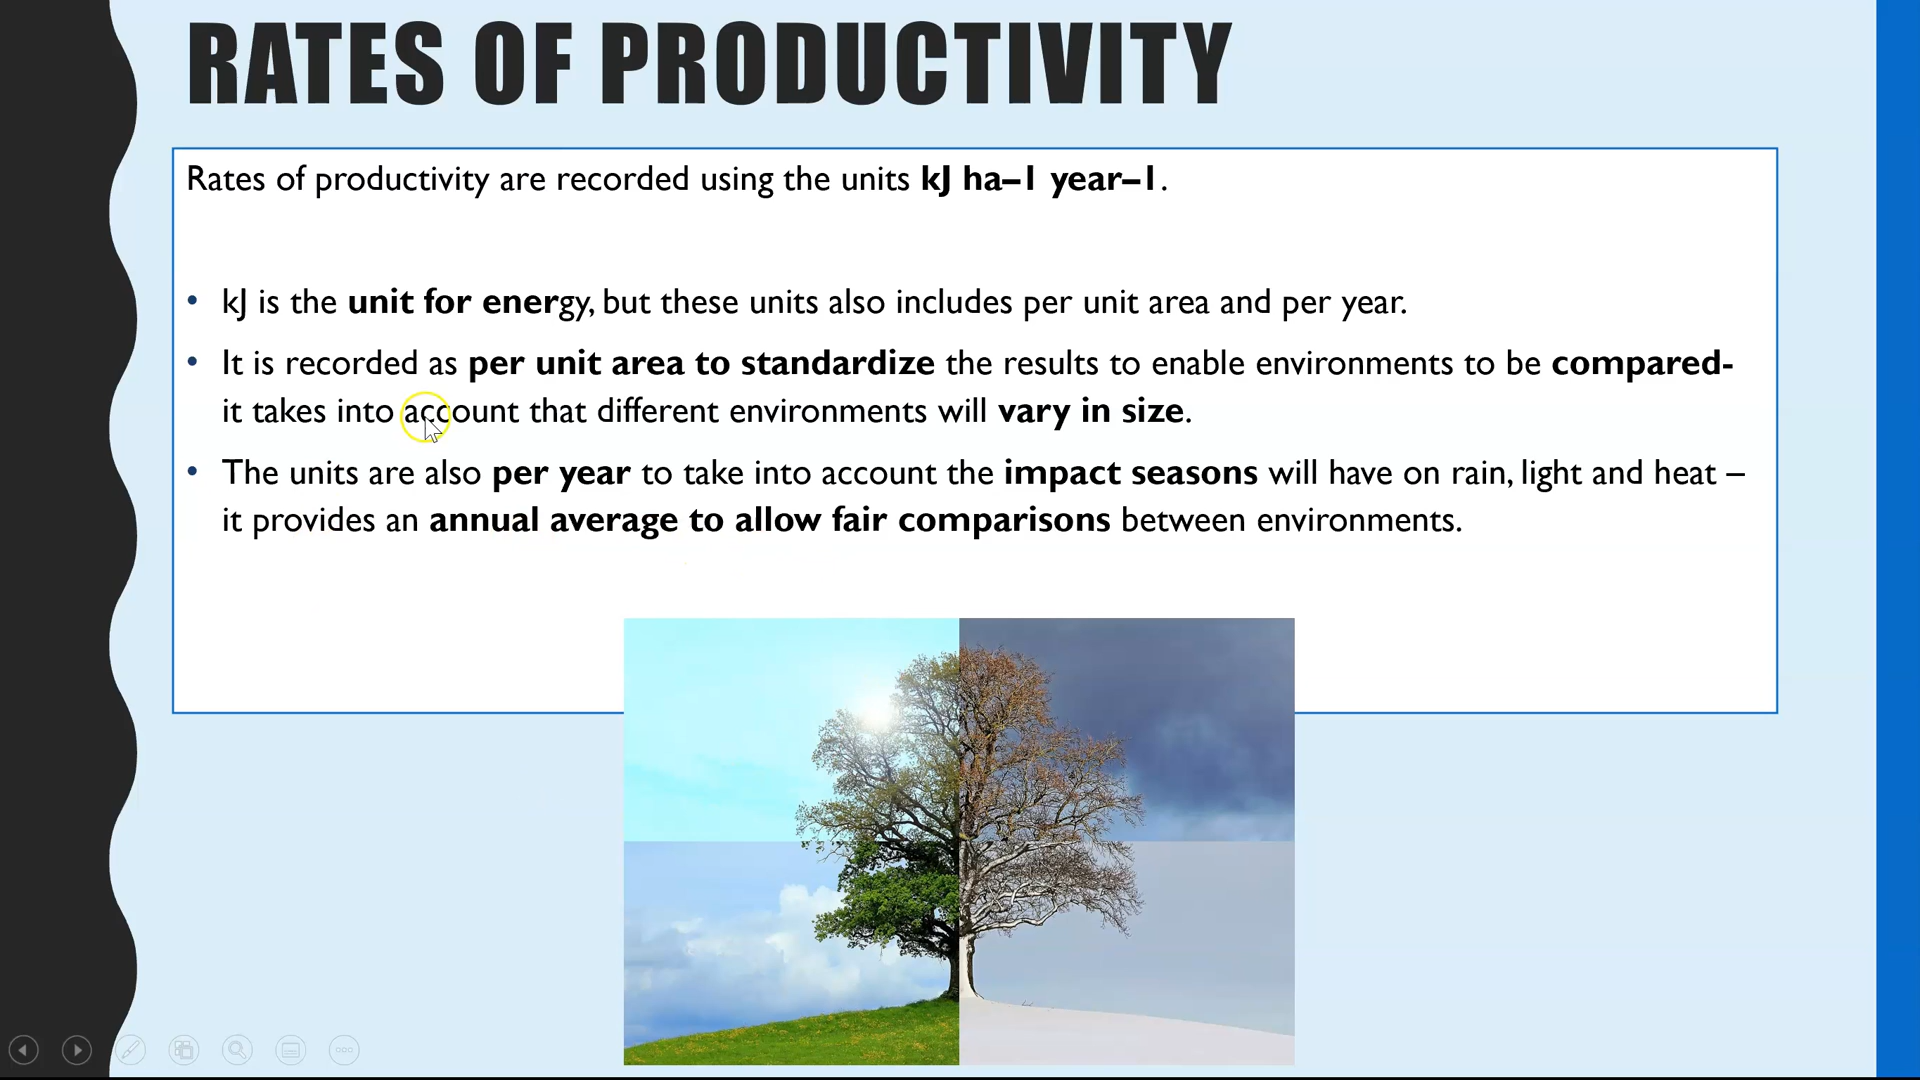 RATES OF PRODUCTIVITY
Rates of productivity are recorded using the units kJ ha–1 year–1.
• kJ is the unit for energy, but these units also includes per unit area and per year.
• It is recorded as per unit area to standardize the results to enable environments to be compared-
it takes into account that different environments will vary in size.
• The units are also per year to take into account the impact seasons will have on rain, light and heat –
it provides an annual average to allow fair comparisons between environments.